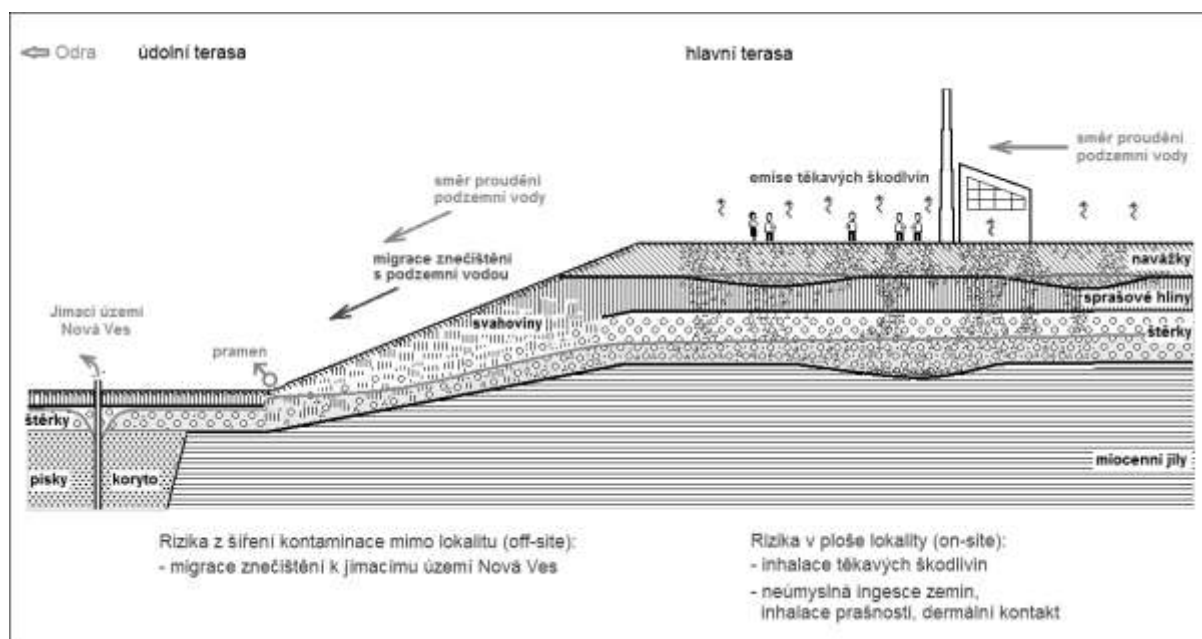 Odra
údolní terasa
hlavní terasa
směr proudění
podzemní vody
emise těkavých škodlivin
směr proudění
podzemní vody
migrace znečištění
s podzemní vodou
navážky
sprašové hlíny
Jímací území
Nová Ves
svahoviny
štěrky
pramen
štěrky
písky
koryto
miocenní jíly
Rizika z šíření kontaminace mimo lokalitu (off-site):
- migrace znečištění k jímacímu území Nová Ves
Rizika v ploše lokality (on-site):
- inhalace těkavých škodlivin
- neúmyslná ingesce zemin,
inhalace prašnosti, dermální kontakt